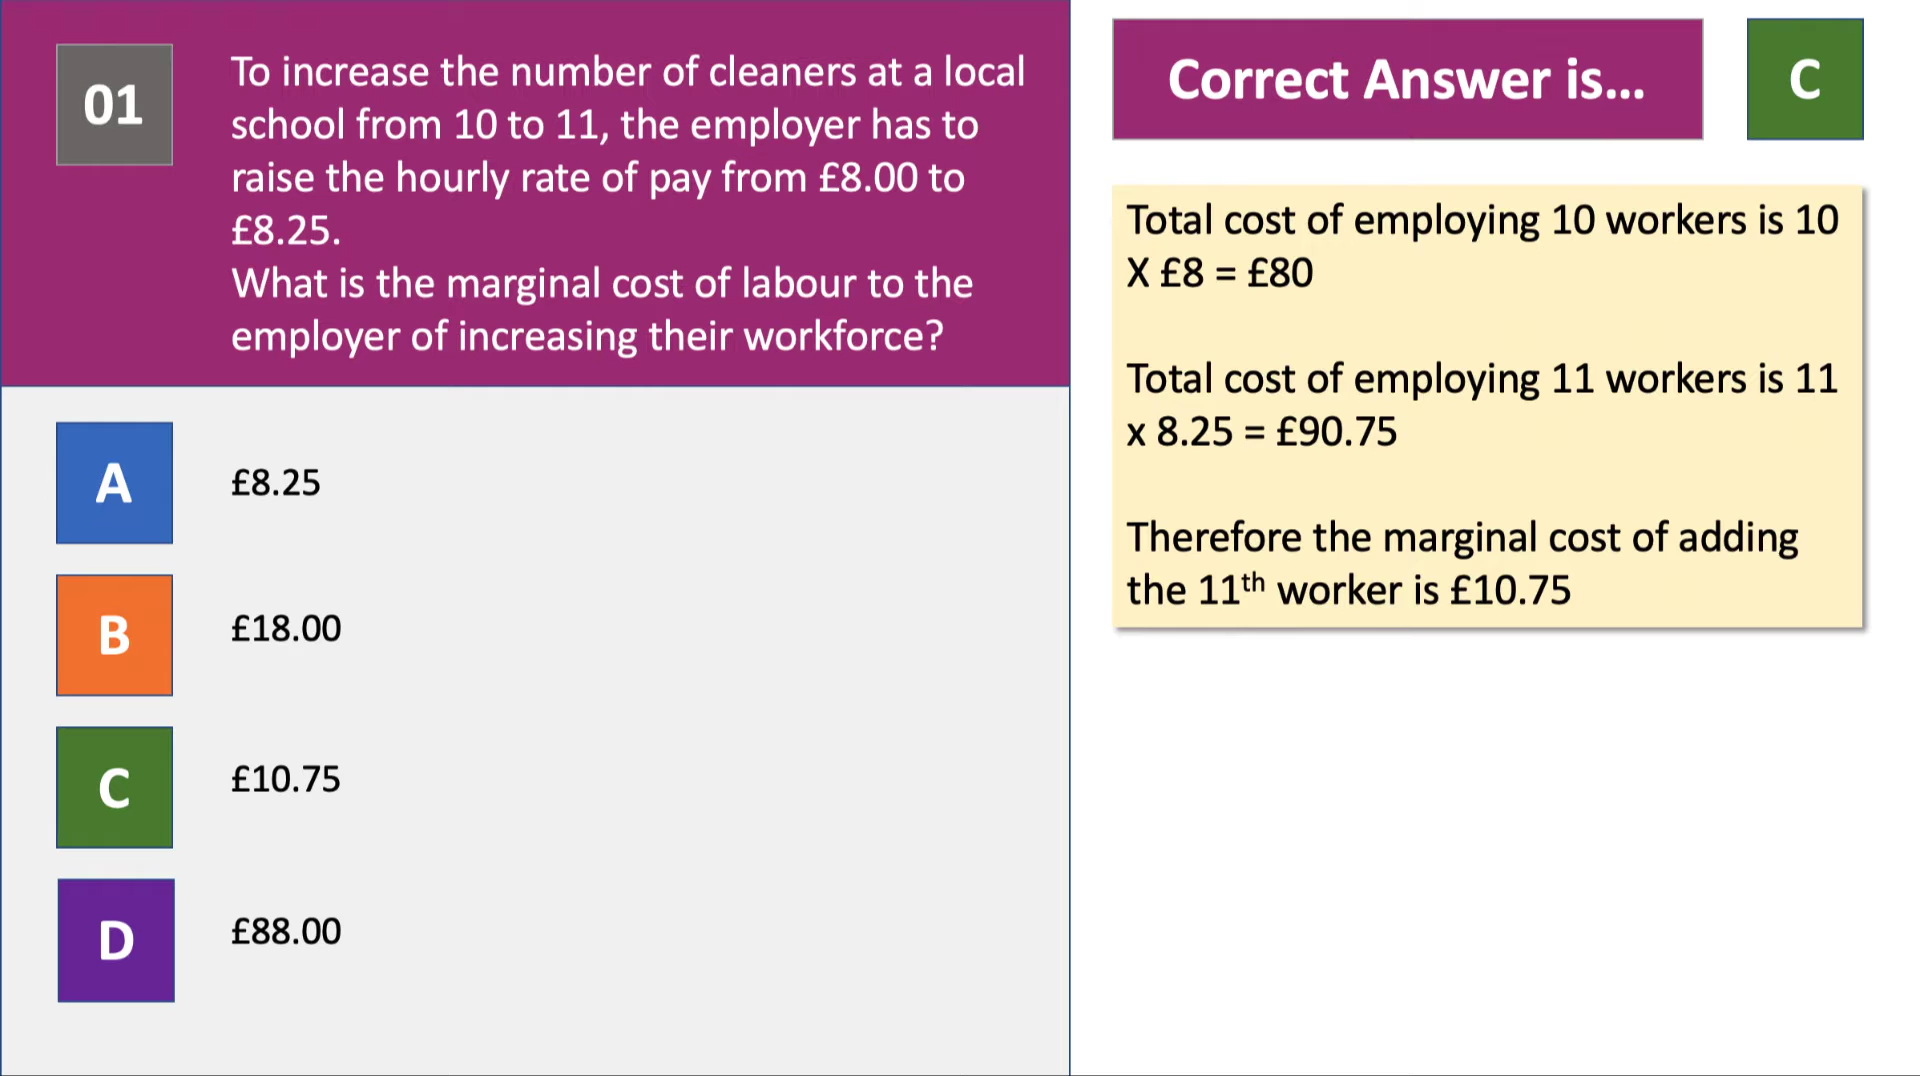 01
To increase the number of cleaners at a local
school from 10 to 11, the employer has to
raise the hourly rate of pay from £8.00 to
£8.25.
What is the marginal cost of labour to the
employer of increasing their workforce?
A
£8.25
B
£18.00
C
£10.75
D
£88.00
Correct Answer is...
C
Total cost of employing 10 workers is 10
X £8 = £80
Total cost of employing 11 workers is 11
x 8.25 = £90.75
Therefore the marginal cost of adding
the 11th worker is £10.75